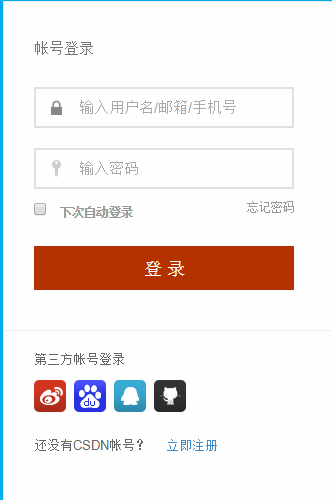 帐号登录
输入用户名/邮箱/手机号
输入密码
下次自动登录 忘记密码
登录
第三方帐号登录
du
还没有CSDN帐号? 立即注册